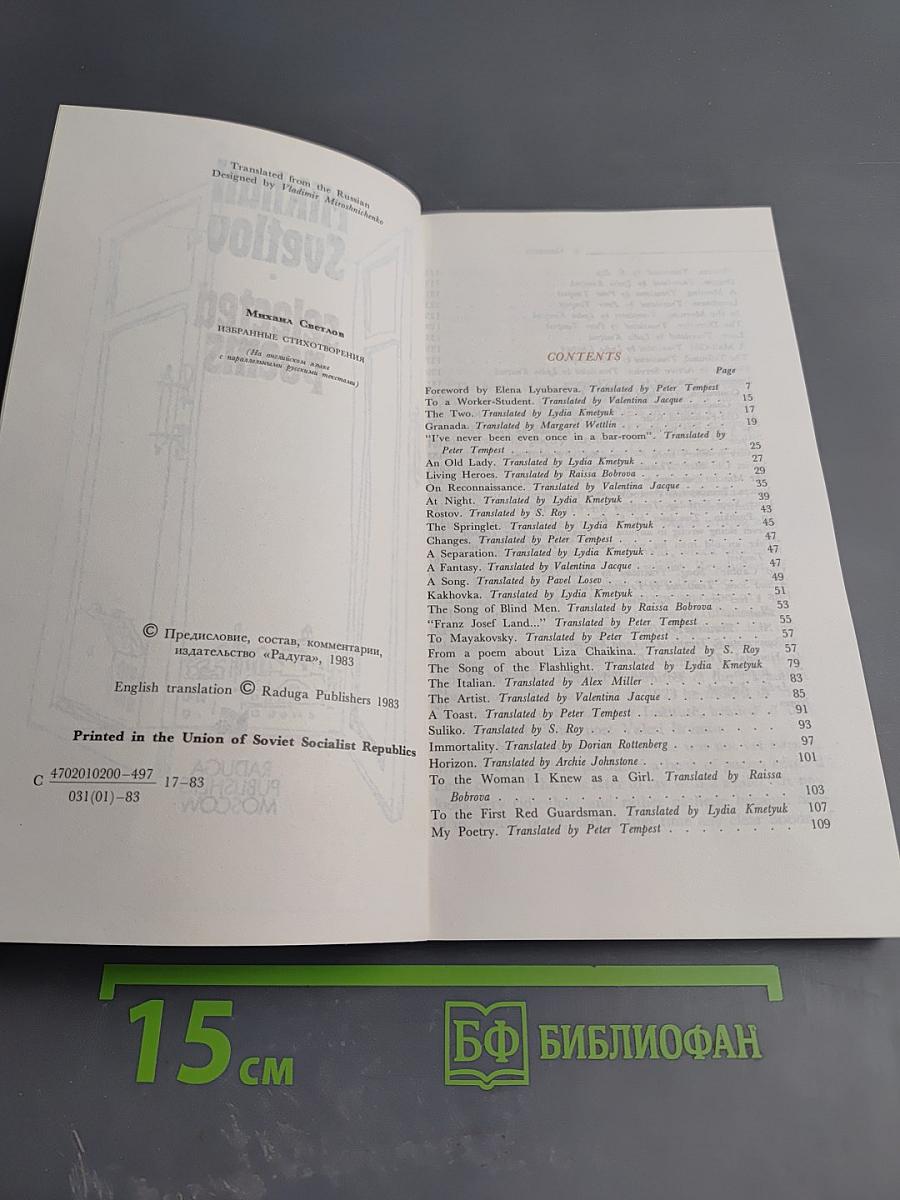 Translated from the Russian
Designed by Vladimir Miroshnichenko
Михаил Светлов
ИЗБРАННЫЕ СТИХОТВОРЕНИЯ
(На английском языке
с параллельными русскими текстами)
© Предисловие, состав, комментарии,
издательство «Радуга», 1983
English translation © Raduga Publishers 1983
Printed in the Union of Soviet Socialist Republics
С 4702010200–497 17–83
031(01)–83
CONTENTS
Page
Foreword by Elena Lyubareva. Translated by Peter Tempest 7
To a Worker-Student. Translated by Valentina Jacque . . . 15
The Two. Translated by Lydia Kmetyuk . . . . . . . 17
Granada. Translated by Margaret Wettlin . . . . . . . 19
"I've never been even once in a bar-room". Translated by
Peter Tempest . . . . . . . . . . . . . . . . . 25
An Old Lady. Translated by Lydia Kmetyuk . . . . . . 27
Living Heroes. Translated by Raissa Bobrova . . . . . . 29
On Reconnaissance. Translated by Valentina Jacque . . . . 35
At Night. Translated by Lydia Kmetyuk . . . . . . . 39
Rostov. Translated by S. Roy . . . . . . . . . . . 43
The Springlet. Translated by Lydia Kmetyuk . . . . . . 45
Changes. Translated by Peter Tempest . . . . . . . . 47
A Separation. Translated by Lydia Kmetyuk . . . . . . 47
A Fantasy. Translated by Valentina Jacque . . . . . . . 47
A Song. Translated by Pavel Losev . . . . . . . . . 49
Kakhovka. Translated by Lydia Kmetyuk . . . . . . . 51
The Song of Blind Men. Translated by Raissa Bobrova . . . 53
"Franz Josef Land..." Translated by Peter Tempest . . . . 55
To Mayakovsky. Translated by Peter Tempest . . . . . . 57
From a poem about Liza Chaikina. Translated by S. Roy 57
The Song of the Flashlight. Translated by Lydia Kmetyuk 79
The Italian. Translated by Alex Miller . . . . . . . . 83
The Artist. Translated by Valentina Jacque . . . . . . . 85
A Toast. Translated by Peter Tempest . . . . . . . . 91
Suliko. Translated by S. Roy . . . . . . . . . . . 93
Immortality. Translated by Dorian Rottenberg . . . . . . 97
Horizon. Translated by Archie Johnstone . . . . . . . . 101
To the Woman I Knew as a Girl. Translated by Raissa
Bobrova . . . . . . . . . . . . . . . . . . . 103
To the First Red Guardsman. Translated by Lydia Kmetyuk 107
My Poetry. Translated by Peter Tempest . . . . . . . 109
15 см
БФ БИБЛИОФАН